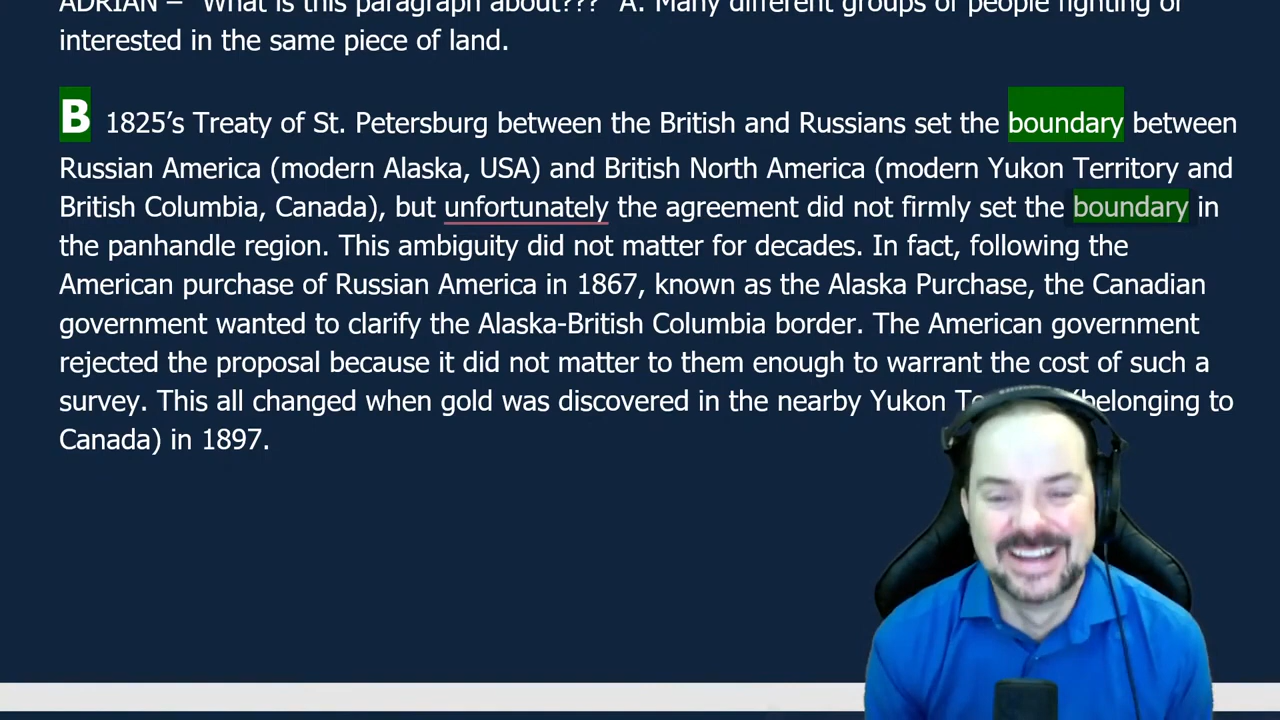 ADRIAN – "What is this paragraph about???" A. Many different groups of people fighting or
interested in the same piece of land.
B 1825’s Treaty of St. Petersburg between the British and Russians set the boundary between
Russian America (modern Alaska, USA) and British North America (modern Yukon Territory and
British Columbia, Canada), but unfortunately the agreement did not firmly set the boundary in
the panhandle region. This ambiguity did not matter for decades. In fact, following the
American purchase of Russian America in 1867, known as the Alaska Purchase, the Canadian
government wanted to clarify the Alaska-British Columbia border. The American government
rejected the proposal because it did not matter to them enough to warrant the cost of such a
survey. This all changed when gold was discovered in the nearby Yukon (belonging to
Canada) in 1897.